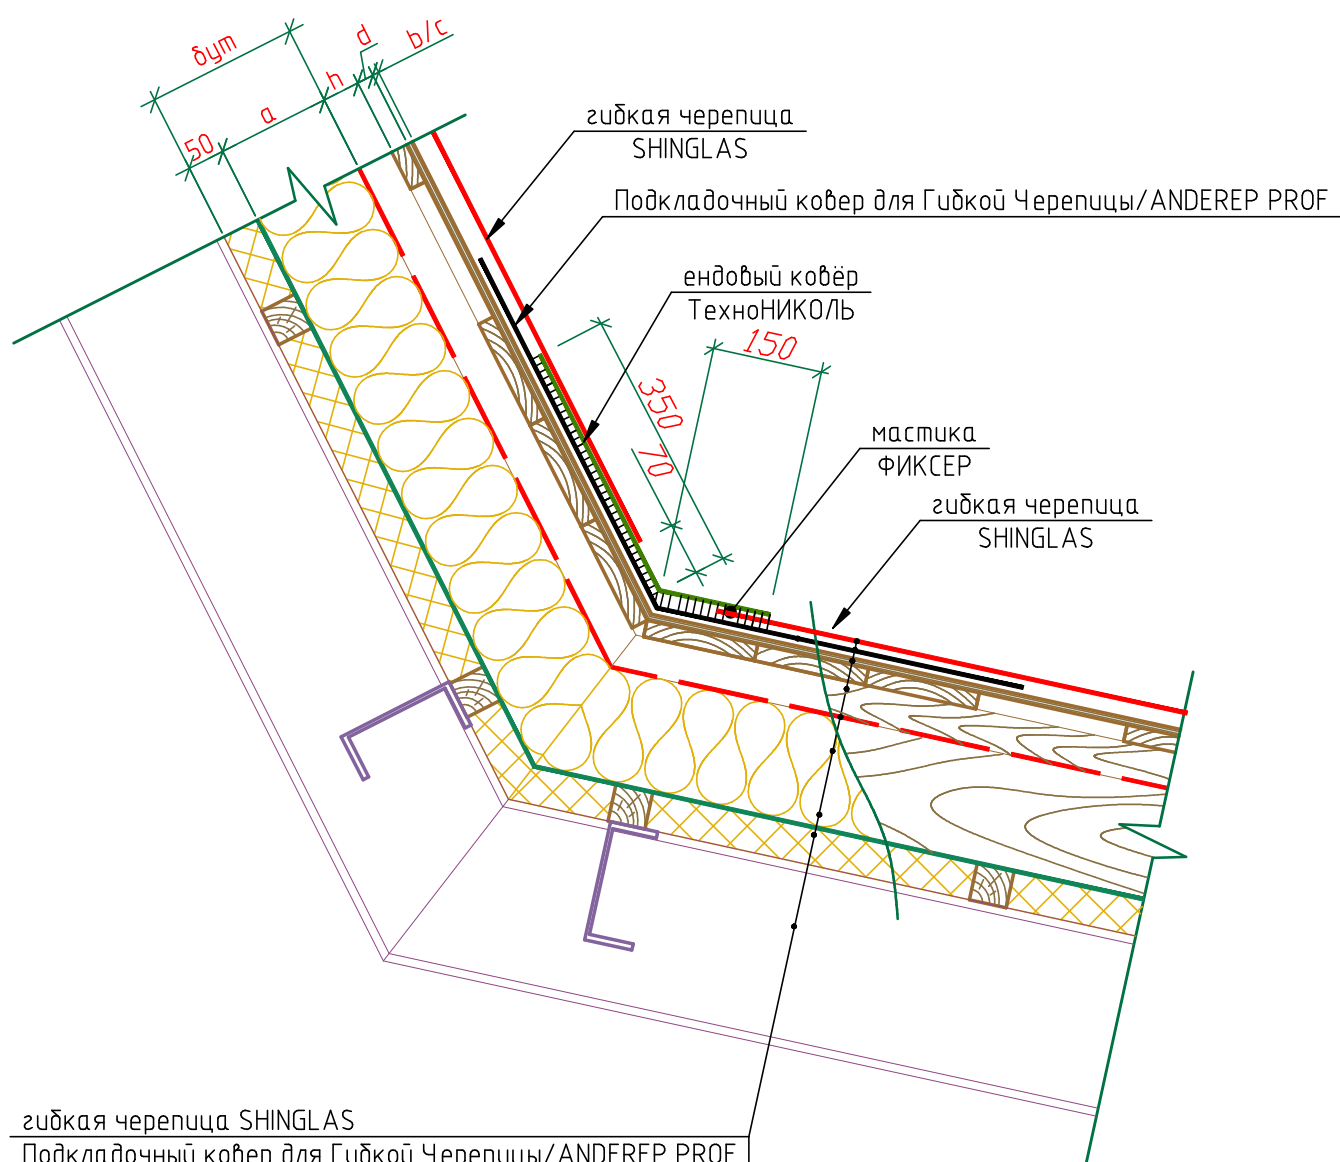 δут
50
a
h
d
b/c
гибкая черепица
SHINGLAS
Подкладочный ковер для Гибкой Черепицы/ANDEREP PROF
ендовый ковёр
ТехноНИКОЛЬ
150
350
70
мастика
ФИКСЕР
гибкая черепица
SHINGLAS
гибкая черепица SHINGLAS
Подкладочный ковер для Гибкой Черепицы/ANDEREP PROF